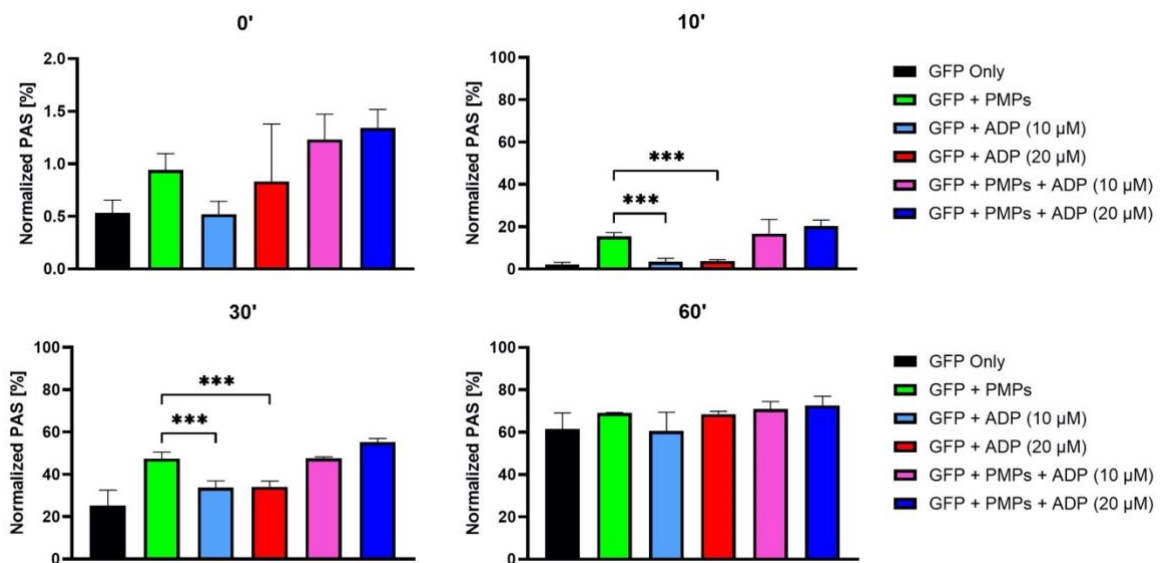 0'
Normalized PAS [%]
2.0
1.5
1.0
0.5
0.0
10'
Normalized PAS [%]
100
80
60
40
20
0
***
***
GFP Only
GFP + PMPs
GFP + ADP (10 µM)
GFP + ADP (20 µM)
GFP + PMPs + ADP (10 µM)
GFP + PMPs + ADP (20 µM)
30'
Normalized PAS [%]
100
80
60
40
20
0
***
***
60'
Normalized PAS [%]
100
80
60
40
20
0
GFP Only
GFP + PMPs
GFP + ADP (10 µM)
GFP + ADP (20 µM)
GFP + PMPs + ADP (10 µM)
GFP + PMPs + ADP (20 µM)